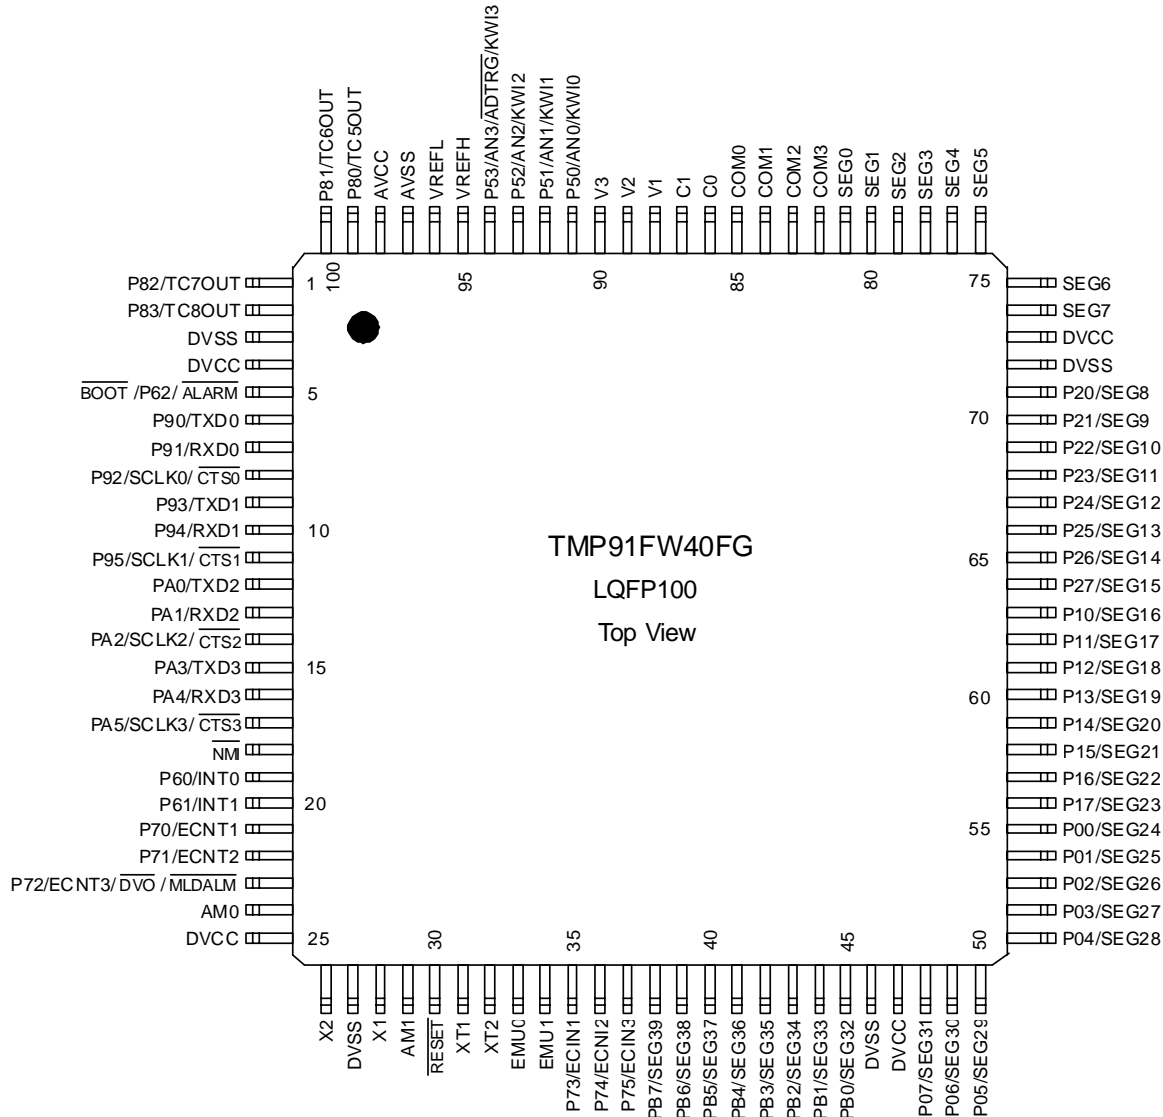 P81/TC6OUT
P80/TC5OUT
AVCC
AVSS
VREFL
VREFH
P53/AN3/ADTRG/KWI3
P52/AN2/KWI2
P51/AN1/KWI1
P50/AN0/KWI0
V3
V2
V1
C1
C0
COM0
COM1
COM2
COM3
SEG0
SEG1
SEG2
SEG3
SEG4
SEG5
100
95
90
85
80
75
P82/TC7OUT
1
P83/TC8OUT
DVSS
DVCC
BOOT /P62/ ALARM
5
P90/TXD0
P91/RXD0
P92/SCLK0/ CTS0
P93/TXD1
P94/RXD1
10
P95/SCLK1/ CTS1
PA0/TXD2
PA1/RXD2
PA2/SCLK2/ CTS2
PA3/TXD3
15
PA4/RXD3
PA5/SCLK3/ CTS3
NMI
P60/INT0
P61/INT1
20
P70/ECNT1
P71/ECNT2
P72/ECNT3/ DVO / MLDALM
AM0
DVCC
25
TMP91FW40FG
LQFP100
Top View
SEG6
SEG7
DVCC
DVSS
P20/SEG8
P21/SEG9
70
P22/SEG10
P23/SEG11
P24/SEG12
P25/SEG13
P26/SEG14
65
P27/SEG15
P10/SEG16
P11/SEG17
P12/SEG18
P13/SEG19
60
P14/SEG20
P15/SEG21
P16/SEG22
P17/SEG23
P00/SEG24
55
P01/SEG25
P02/SEG26
P03/SEG27
P04/SEG28
30
35
40
45
50
X2
DVSS
X1
AM1
RESET
XT1
XT2
EMU0
EMU1
P73/ECIN1
P74/ECNI2
P75/ECIN3
PB7/SEG39
PB6/SEG38
PB5/SEG37
PB4/SEG36
PB3/SEG35
PB2/SEG34
PB1/SEG33
PB0/SEG32
DVSS
DVCC
P07/SEG31
P06/SEG30
P05/SEG29